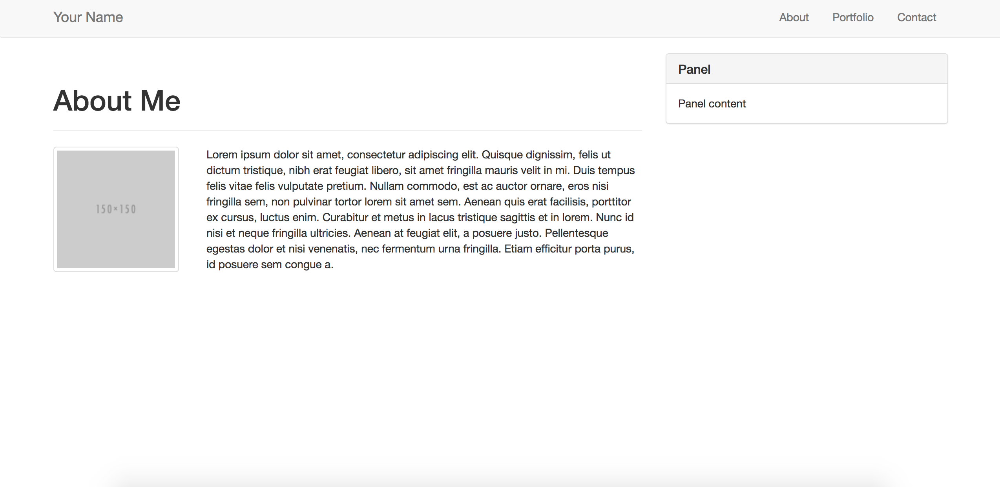 Your Name
About
Portfolio
Contact
About Me
150×150
Lorem ipsum dolor sit amet, consectetur adipiscing elit. Quisque dignissim, felis ut
dictum tristique, nibh erat feugiat libero, sit amet fringilla mauris velit in mi. Duis tempus
felis vitae felis vulputate pretium. Nullam commodo, est ac auctor ornare, eros nisi
fringilla sem, non pulvinar tortor lorem sit amet sem. Aenean quis erat facilisis, porttitor
ex cursus, luctus enim. Curabitur et metus in lacus tristique sagittis et in lorem. Nunc id
nisi et neque fringilla ultricies. Aenean at feugiat elit, a posuere justo. Pellentesque
egestas dolor et nisi venenatis, nec fermentum urna fringilla. Etiam efficitur porta purus,
id posuere sem congue a.
Panel
Panel content